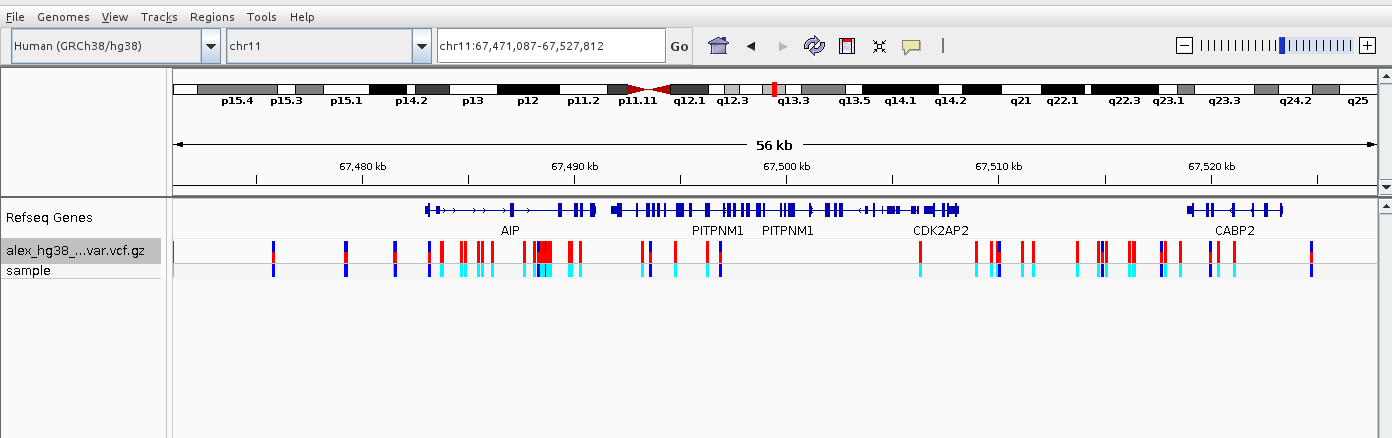 File Genomes View Tracks Regions Tools Help
Human (GRCh38/hg38) chr11 chr11:67,471,087-67,527,812 Go
p15.4 p15.3 p15.1 p14.2 p13 p12 p11.2 p11.11 q12.1 q12.3 q13.3 q13.5 q14.1 q14.2 q21 q22.1 q22.3 q23.1 q23.3 q24.2 q25
56 kb
67,480 kb 67,490 kb 67,500 kb 67,510 kb 67,520 kb
Refseq Genes
AIP PITPNM1 PITPNM1 CDK2AP2 CABP2
alex_hg38_...var.vcf.gz
sample